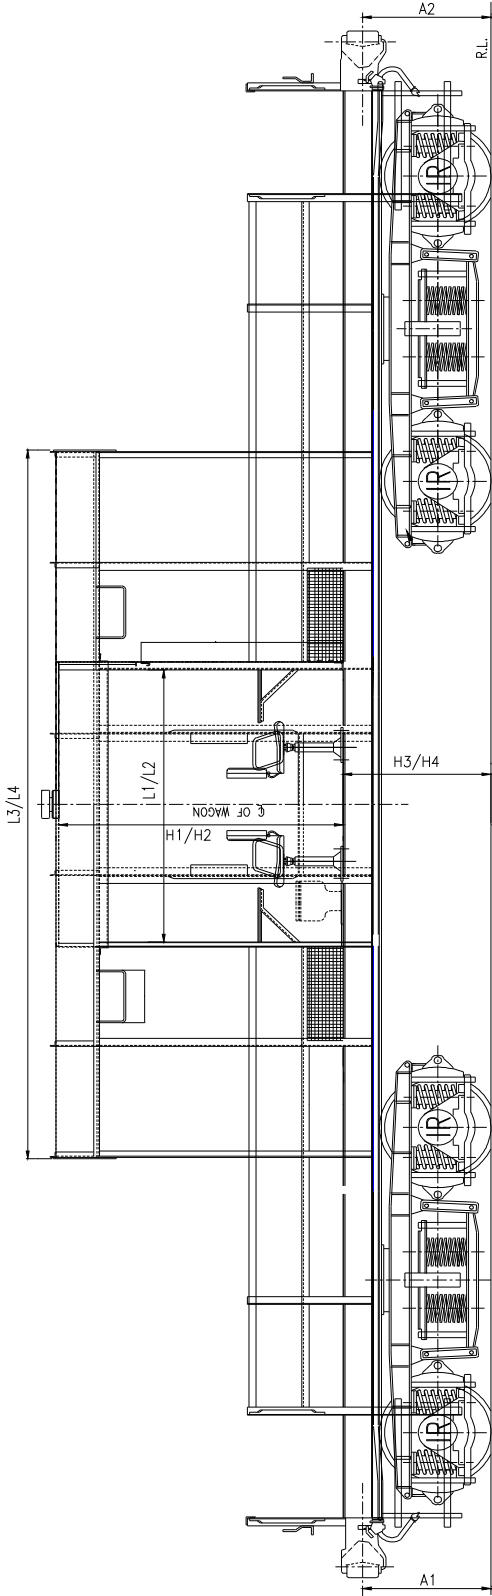 A2
R.L.
IR
IR
L3/L4
L1/L2
H3/H4
℄ OF WAGON
H1/H2
IR
IR
A1